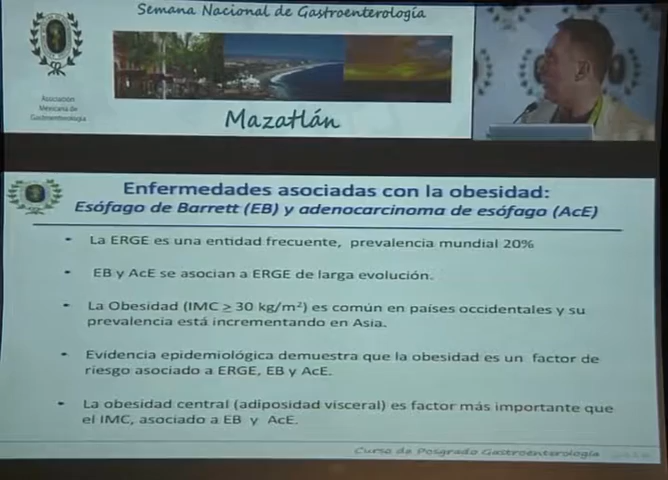 Semana Nacional de Gastroenterología
Asociación
Mexicana de
Gastroenterología
Mazatlán
Enfermedades asociadas con la obesidad:
Esófago de Barrett (EB) y adenocarcinoma de esófago (AcE)
• La ERGE es una entidad frecuente, prevalencia mundial 20%
• EB y AcE se asocian a ERGE de larga evolución.
• La Obesidad (IMC ≥ 30 kg/m²) es común en países occidentales y su
prevalencia está incrementando en Asia.
• Evidencia epidemiológica demuestra que la obesidad es un factor de
riesgo asociado a ERGE, EB y AcE.
• La obesidad central (adiposidad visceral) es factor más importante que
el IMC, asociado a EB y AcE.
Curso de Posgrado Gastroenterología